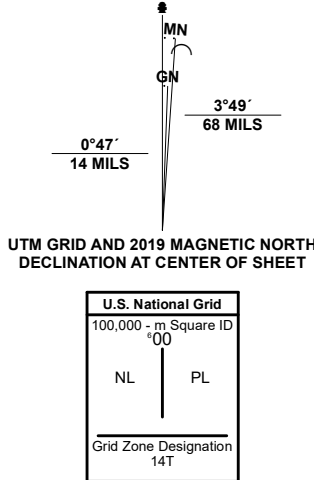 MN
GN
3°49´
68 MILS
0°47´
14 MILS
UTM GRID AND 2019 MAGNETIC NORTH
DECLINATION AT CENTER OF SHEET
U.S. National Grid
100,000 - m Square ID
⁶00
NL PL
Grid Zone Designation
14T